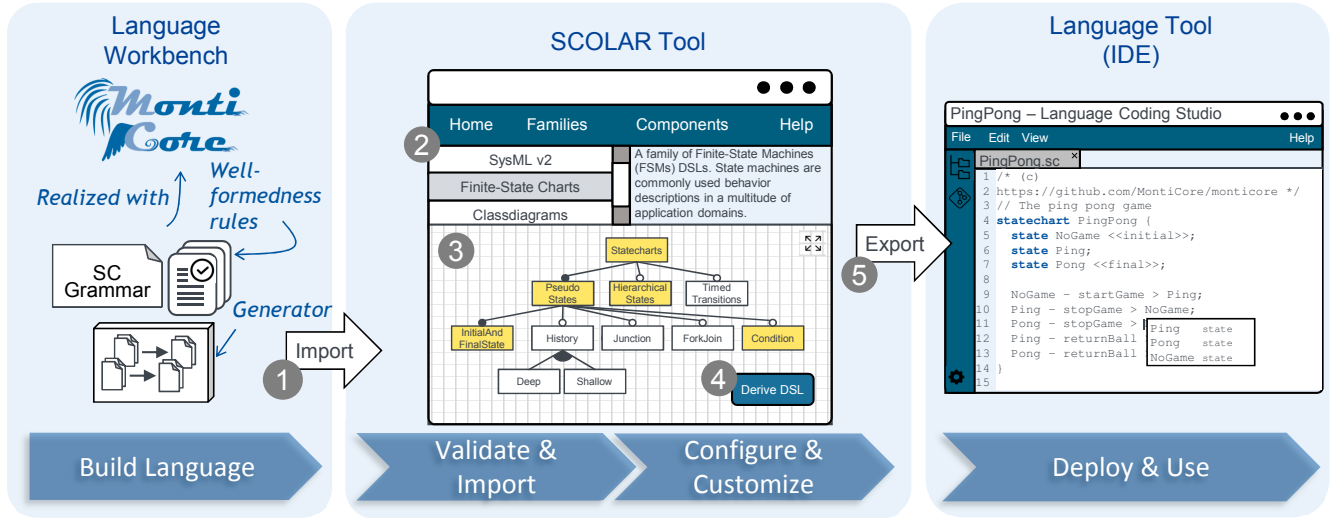 Language
Workbench
Monti
Core
Realized with
Well-
formedness
rules
SC
Grammar
Generator
1
Import
Build Language
SCOLAR Tool
Home Families Components Help
2
SysML v2
Finite-State Charts
Classdiagrams
A family of Finite-State Machines
(FSMs) DSLs. State machines are
commonly used behavior
descriptions in a multitude of
application domains.
3
Statecharts
Pseudo
States
Hierarchical
States
Timed
Transitions
InitialAnd
FinalState
History
Junction
ForkJoin
Condition
Deep
Shallow
4
Derive DSL
Validate &
Import
Configure &
Customize
Export
5
Language Tool
(IDE)
PingPong – Language Coding Studio
File Edit View Help
PingPong.sc ×
1 /* (c)
2 https://github.com/MontiCore/monticore */
3 // The ping pong game
4 statechart PingPong {
5 state NoGame <<initial>>;
6 state Ping;
7 state Pong <<final>>;
8
9 NoGame – startGame > Ping;
10 Ping – stopGame > NoGame;
11 Pong – stopGame >
12 Ping – returnBall
13 Pong – returnBall
14 }
15
Ping state
Pong state
NoGame state
Deploy & Use